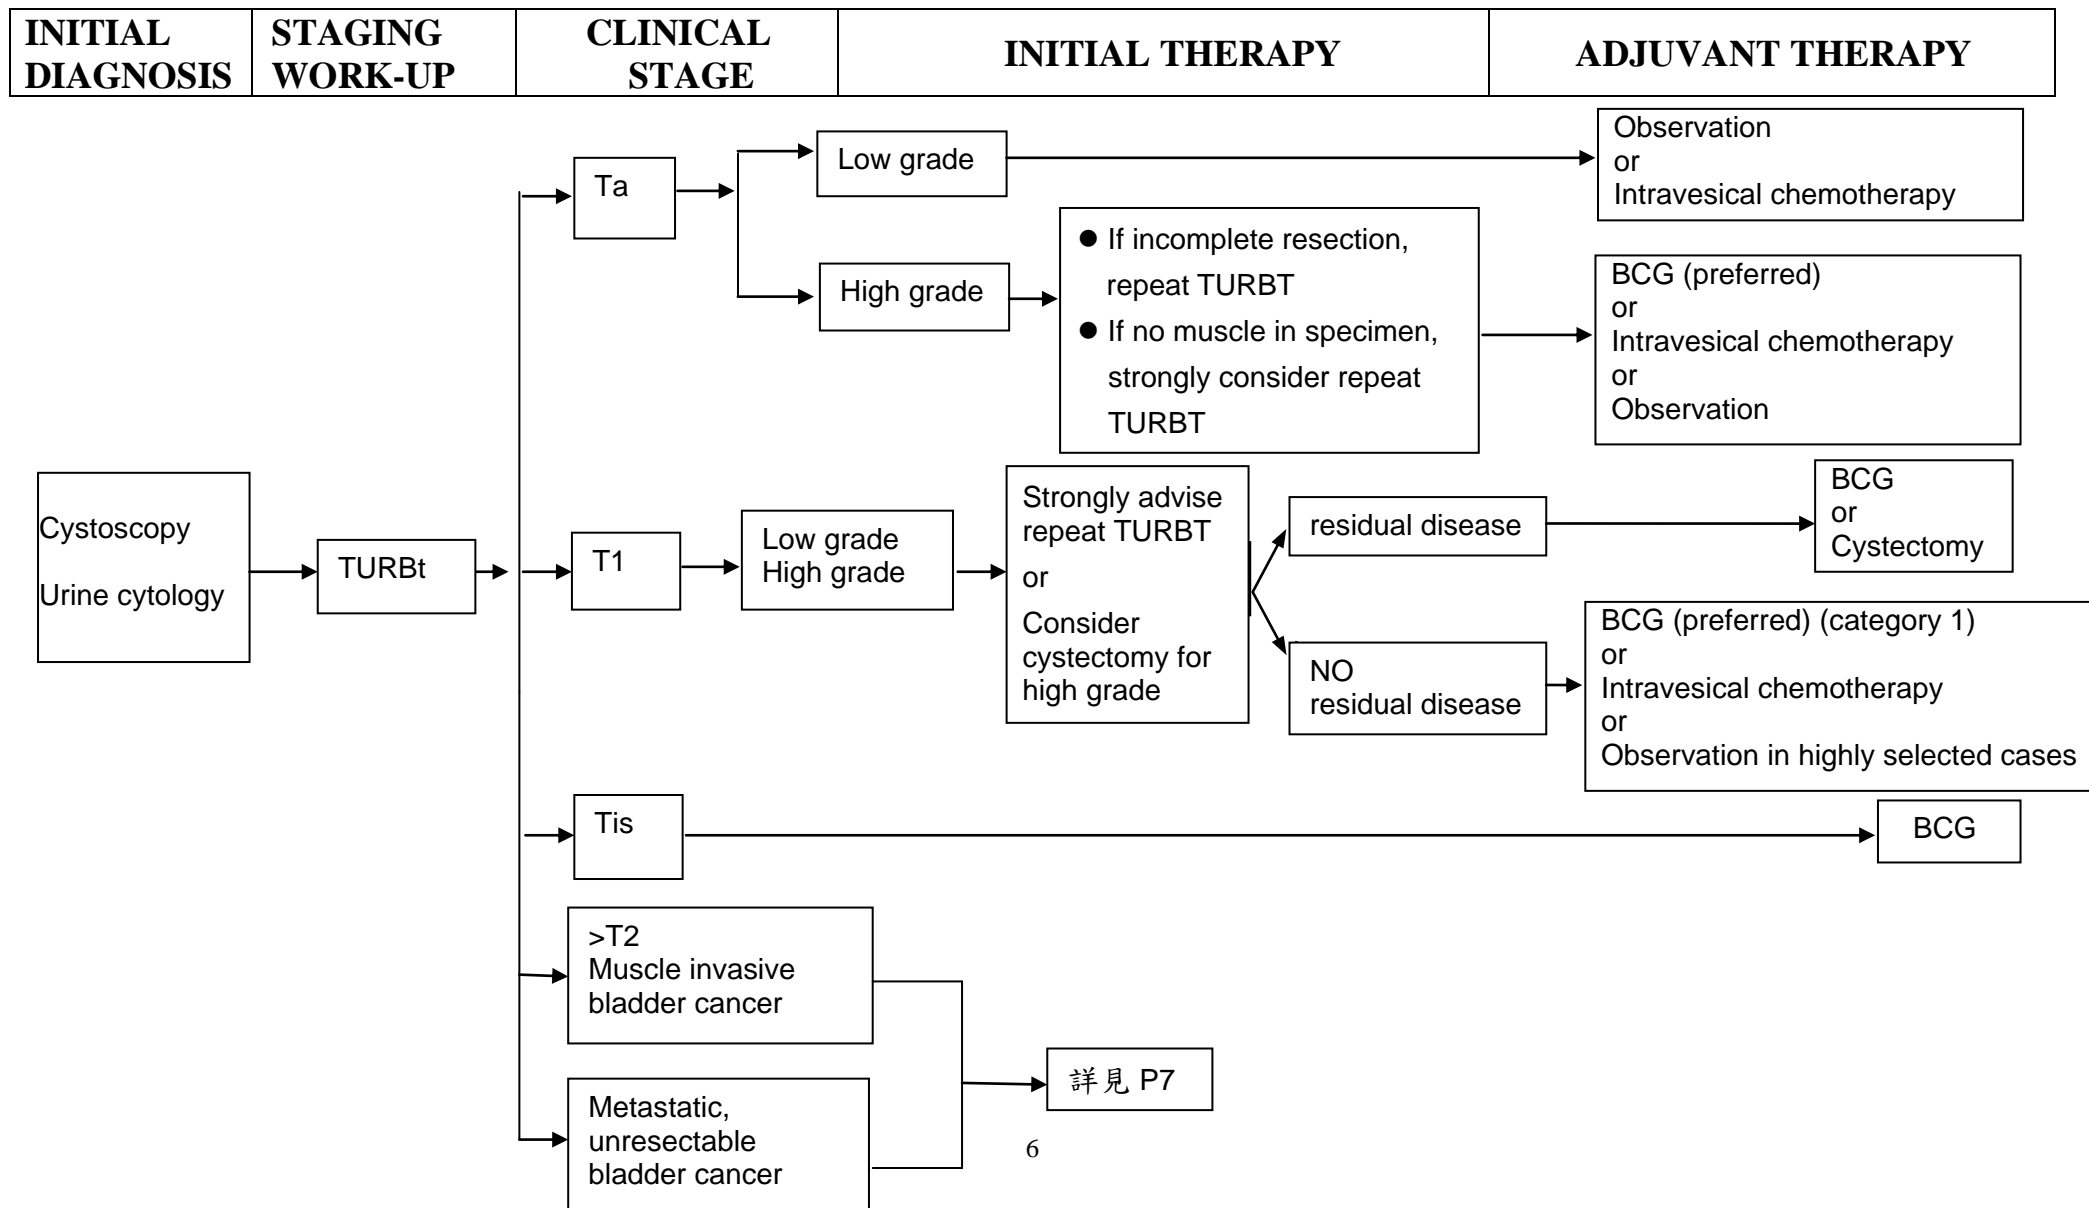 INITIAL
DIAGNOSIS
STAGING
WORK-UP
CLINICAL
STAGE
INITIAL THERAPY
ADJUVANT THERAPY
Cystoscopy
Urine cytology
TURBt
Ta
Low grade
Observation
or
Intravesical chemotherapy
High grade
● If incomplete resection,
repeat TURBT
● If no muscle in specimen,
strongly consider repeat
TURBT
BCG (preferred)
or
Intravesical chemotherapy
or
Observation
T1
Low grade
High grade
Strongly advise
repeat TURBT
or
Consider
cystectomy for
high grade
residual disease
BCG
or
Cystectomy
NO
residual disease
BCG (preferred) (category 1)
or
Intravesical chemotherapy
or
Observation in highly selected cases
Tis
BCG
>T2
Muscle invasive
bladder cancer
Metastatic,
unresectable
bladder cancer
詳見 P7
6